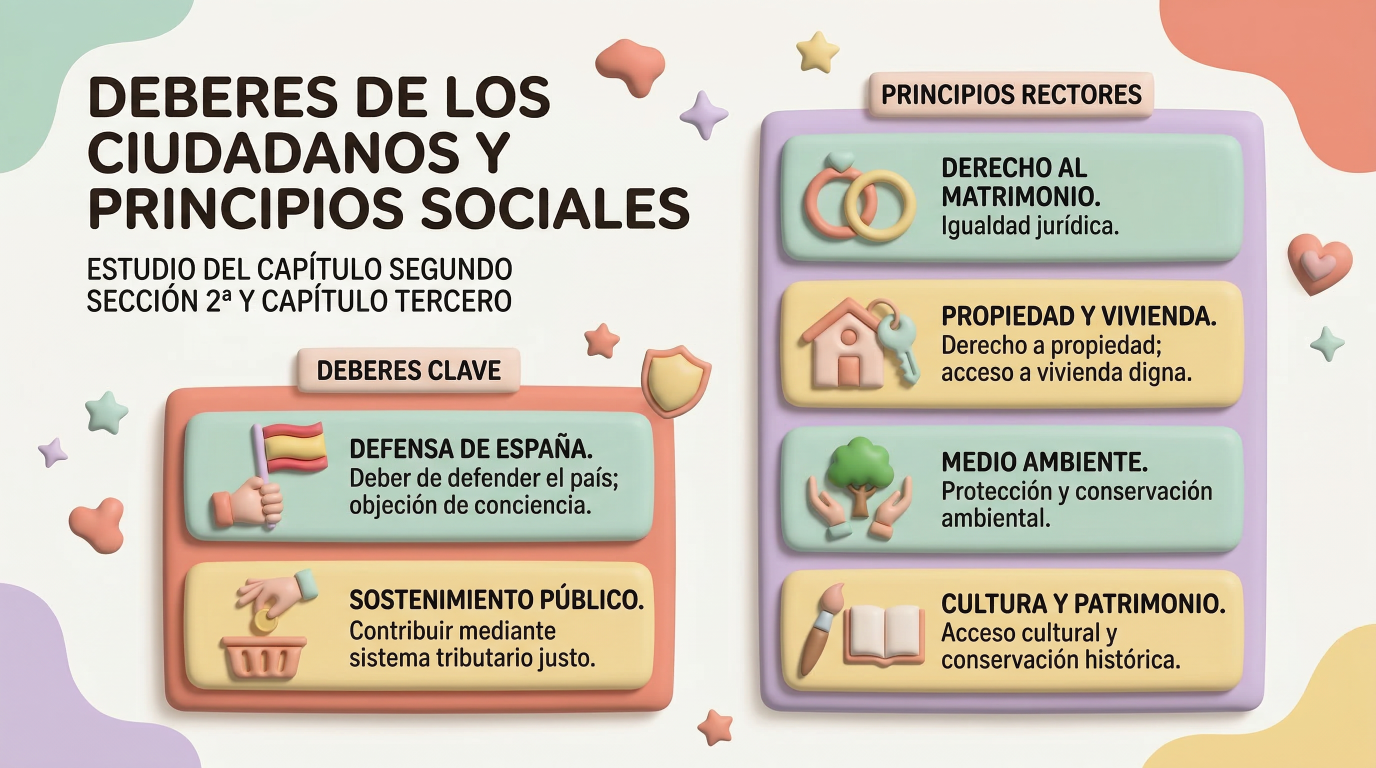 DEBERES DE LOS
CIUDADANOS Y
PRINCIPIOS SOCIALES
ESTUDIO DEL CAPÍTULO SEGUNDO
SECCIÓN 2ª Y CAPÍTULO TERCERO
DEBERES CLAVE
DEFENSA DE ESPAÑA.
Deber de defender el país;
objeción de conciencia.
SOSTENIMIENTO PÚBLICO.
Contribuir mediante
sistema tributario justo.
PRINCIPIOS RECTORES
DERECHO AL
MATRIMONIO.
Igualdad jurídica.
PROPIEDAD Y VIVIENDA.
Derecho a propiedad;
acceso a vivienda digna.
MEDIO AMBIENTE.
Protección y conservación
ambiental.
CULTURA Y PATRIMONIO.
Acceso cultural y
conservación histórica.